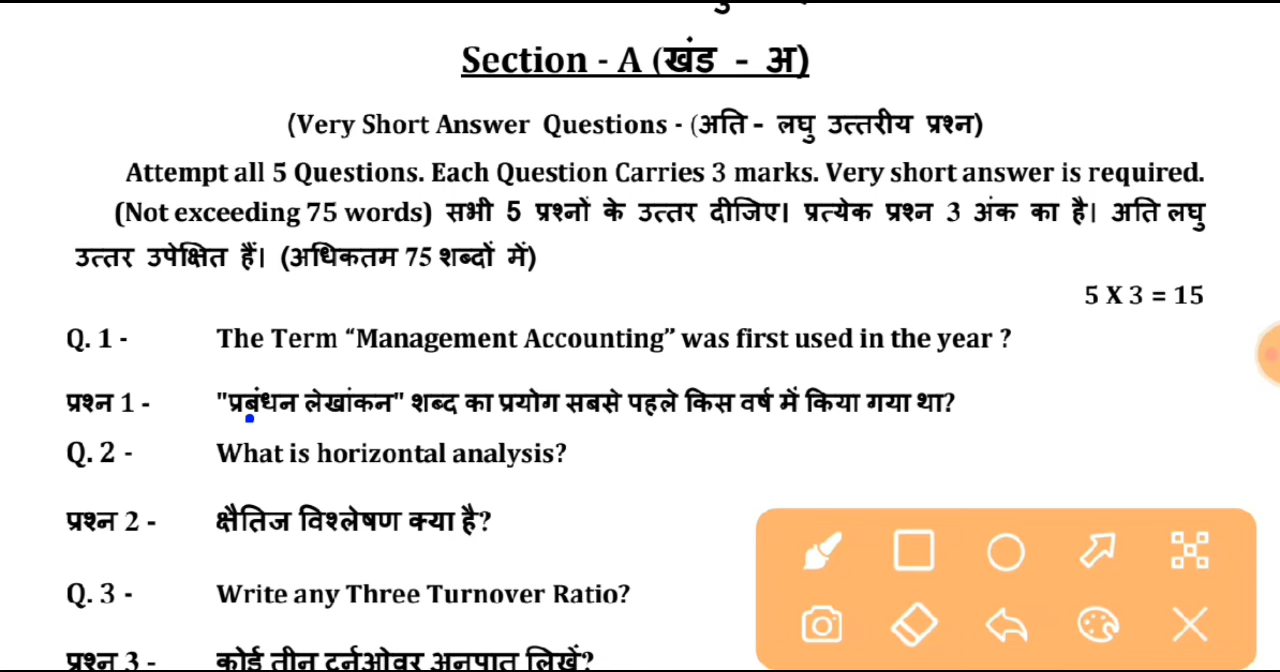 Section - A (खंड - अ)
(Very Short Answer Questions - (अति - लघु उत्तरीय प्रश्न)
Attempt all 5 Questions. Each Question Carries 3 marks. Very short answer is required.
(Not exceeding 75 words) सभी 5 प्रश्नों के उत्तर दीजिए। प्रत्येक प्रश्न 3 अंक का है। अति लघु
उत्तर उपेक्षित हैं। (अधिकतम 75 शब्दों में)
5 X 3 = 15
Q. 1 - The Term “Management Accounting” was first used in the year ?
प्रश्न 1 - "प्रबंधन लेखांकन" शब्द का प्रयोग सबसे पहले किस वर्ष में किया गया था?
Q. 2 - What is horizontal analysis?
प्रश्न 2 - क्षैतिज विश्लेषण क्या है?
Q. 3 - Write any Three Turnover Ratio?
प्रश्न 3 - कोई तीन टर्नओवर अनुपात लिखें?